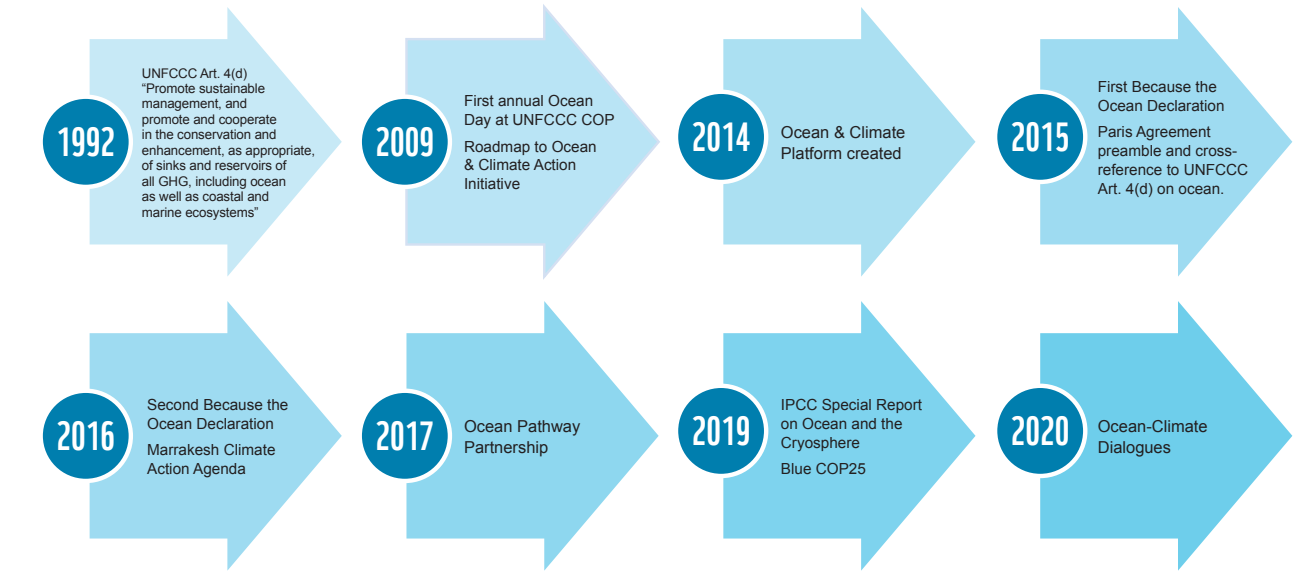 1992
UNFCCC Art. 4(d)
“Promote sustainable
management, and
promote and cooperate
in the conservation and
enhancement, as appropriate,
of sinks and reservoirs of
all GHG, including ocean
as well as coastal and
marine ecosystems”
2009
First annual Ocean
Day at UNFCCC COP
Roadmap to Ocean
& Climate Action
Initiative
2014
Ocean & Climate
Platform created
2015
First Because the
Ocean Declaration
Paris Agreement
preamble and cross-
reference to UNFCCC
Art. 4(d) on ocean.
2016
Second Because the
Ocean Declaration
Marrakesh Climate
Action Agenda
2017
Ocean Pathway
Partnership
2019
IPCC Special Report
on Ocean and the
Cryosphere
Blue COP25
2020
Ocean-Climate
Dialogues